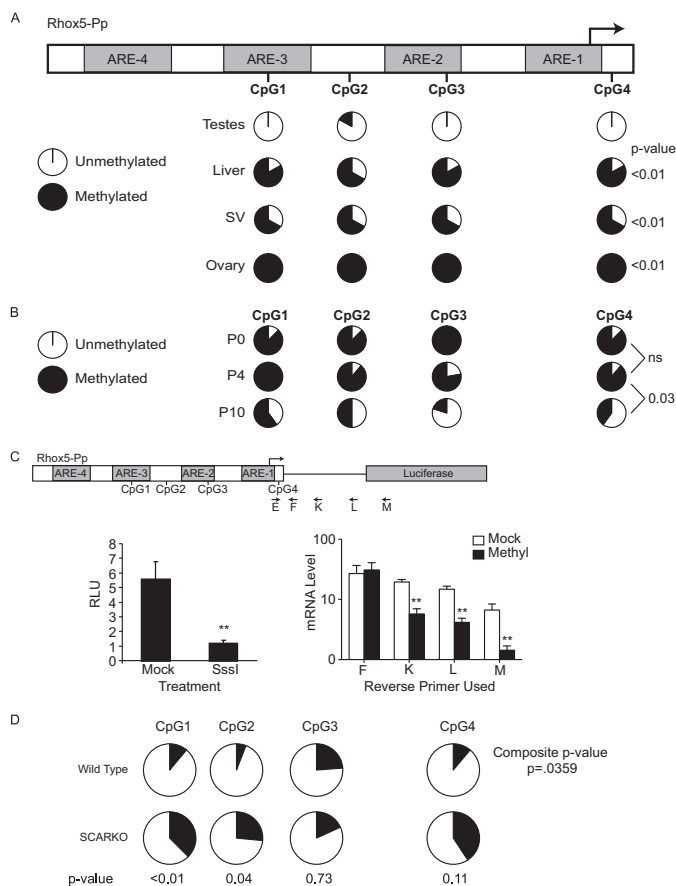 A
Rhox5-Pp
ARE-4 ARE-3 ARE-2 ARE-1
CpG1 CpG2 CpG3 CpG4
Testes
p-value
Unmethylated
Liver <0.01
Methylated
SV <0.01
Ovary <0.01
B
CpG1 CpG2 CpG3 CpG4
Unmethylated
P0
ns
Methylated
P4
0.03
P10
C
Rhox5-Pp
ARE-4 ARE-3 ARE-2 ARE-1 Luciferase
CpG1 CpG2 CpG3 CpG4
E F K L M
8
7
6
5
4
3
2
1
0
RLU
**
Mock SssI
Treatment
100
10
0
mRNA Level
Mock
Methyl
** ** **
F K L M
Reverse Primer Used
D
CpG1 CpG2 CpG3 CpG4
Wild Type
Composite p-value
p=.0359
SCARKO
p-value <0.01 0.04 0.73 0.11